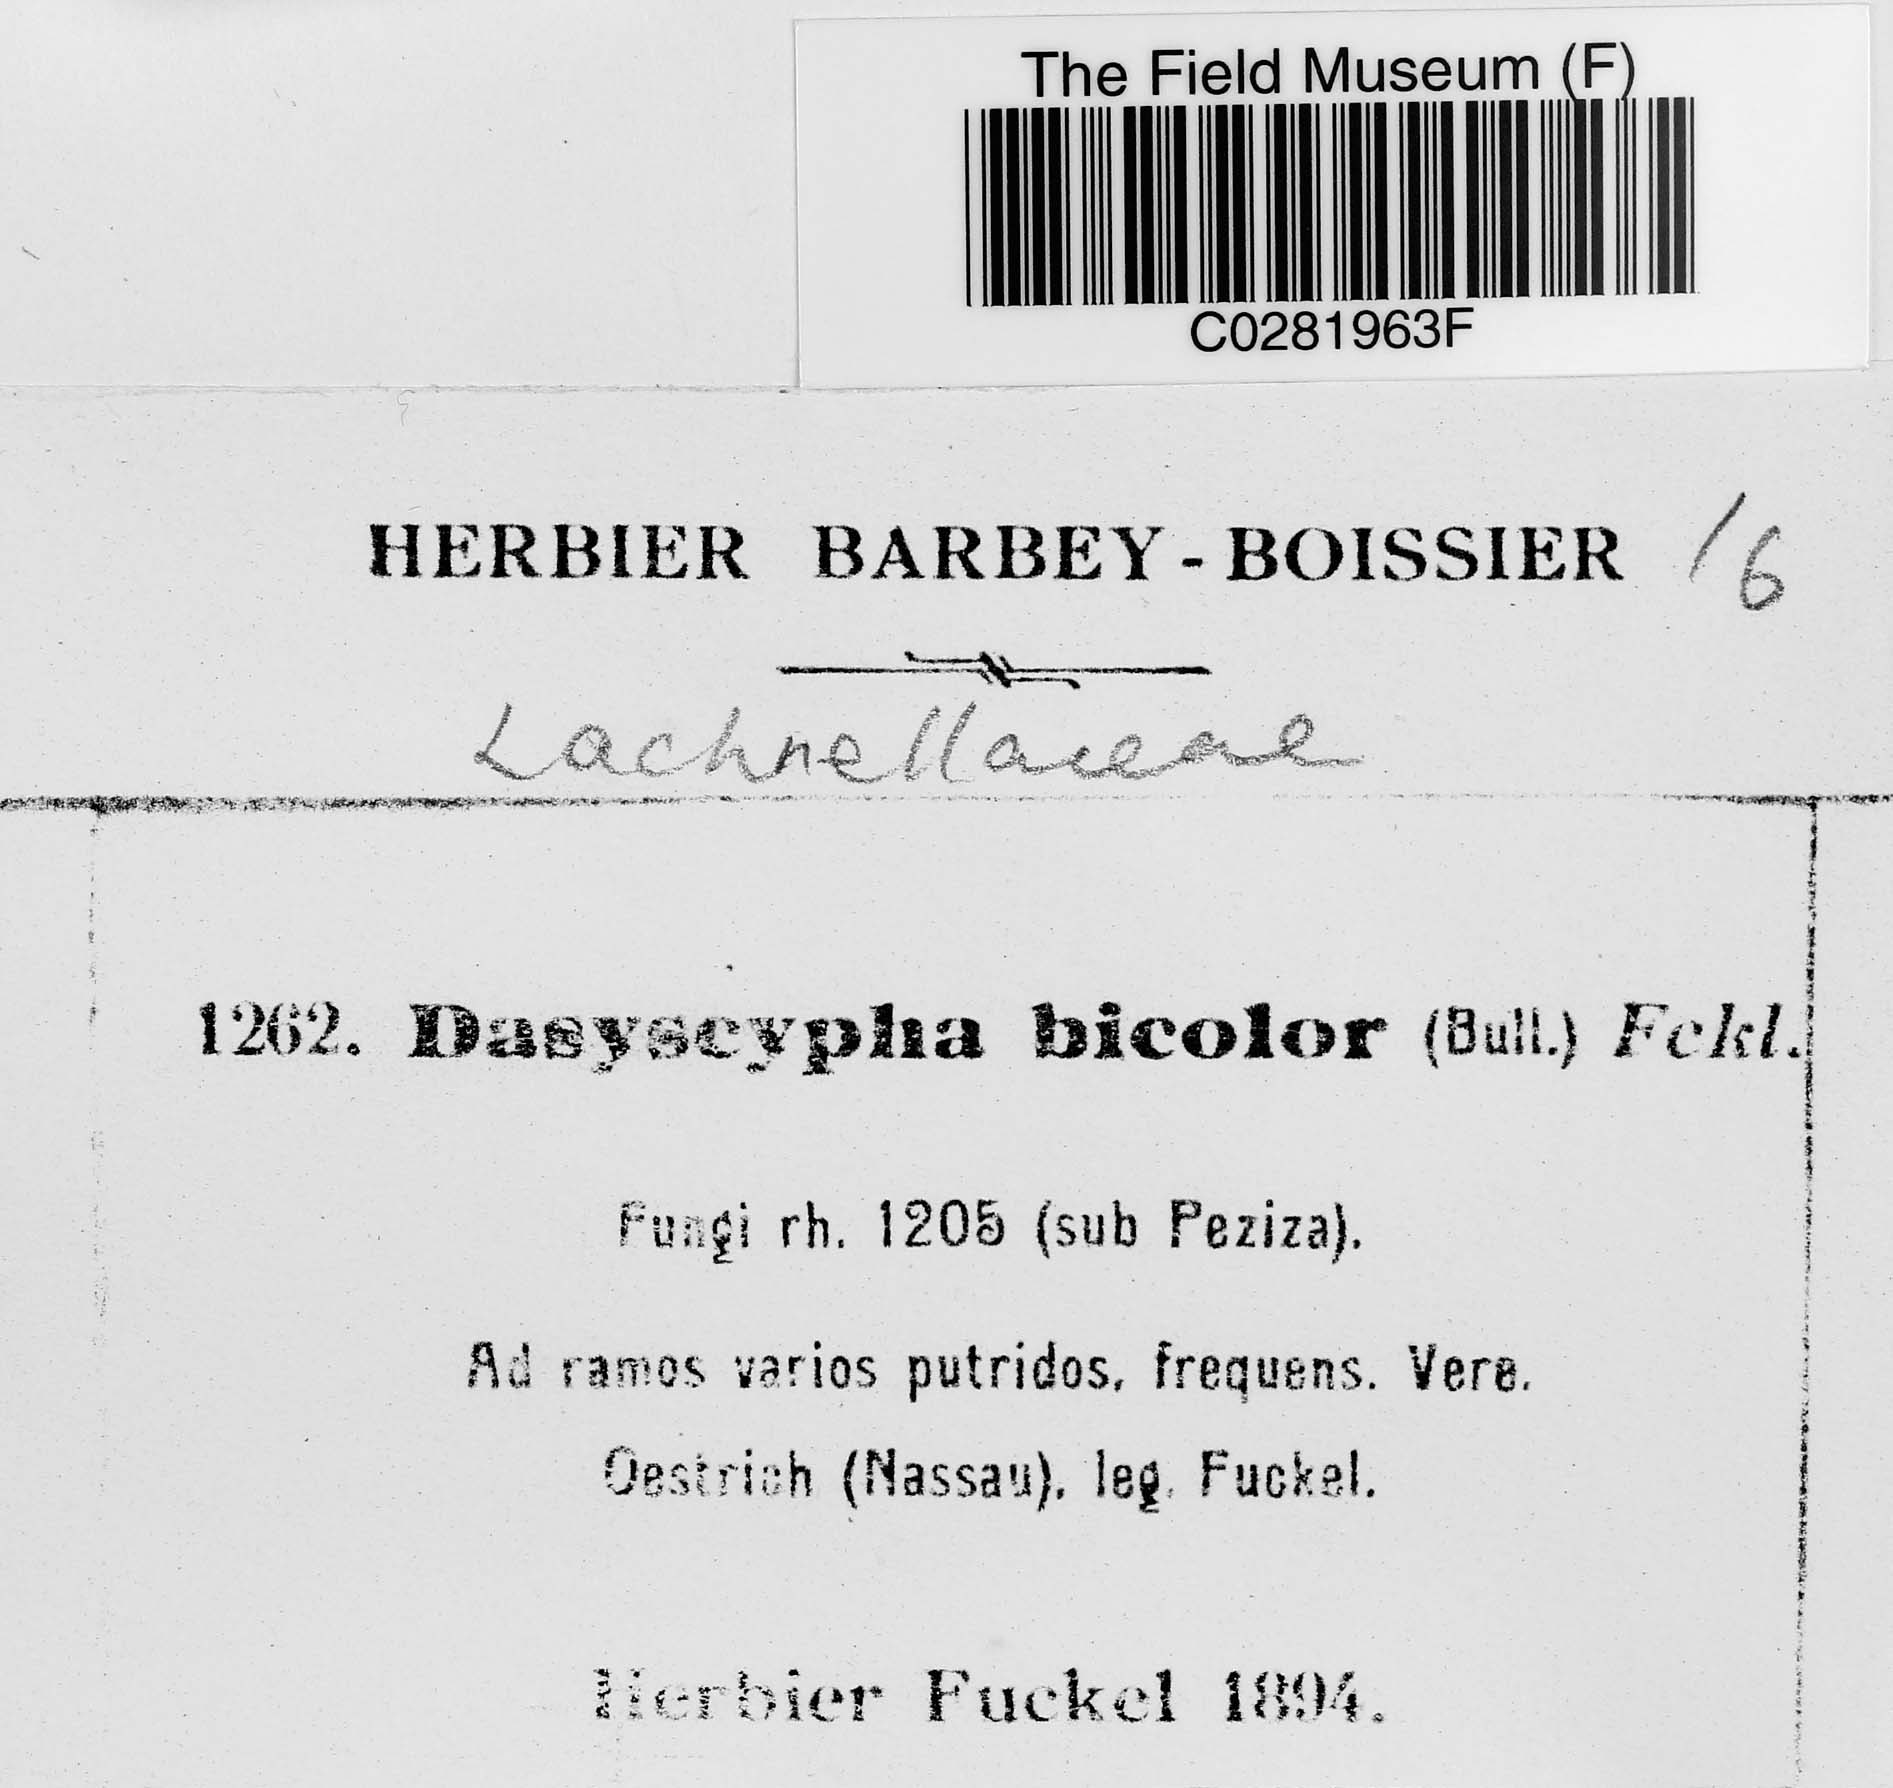 The Field Museum (F)
C0281963F
HERBIER BARBEY-BOISSIER /6
Lachnellaceae
1262. Dasyscypha bicolor (Bull.) Fckl.
Fungi rh. 1205 (sub Peziza).
Ad ramos varios putridos, frequens. Vere.
Oestrich (Nassau), leg. Fuckel.
Herbier Fuckel 1894.